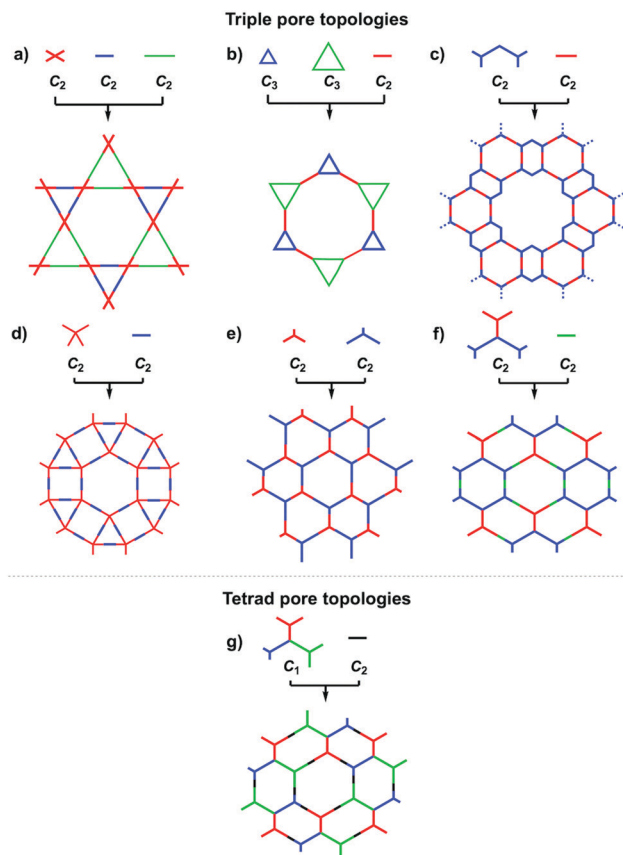 Triple pore topologies
a) b) c)
C2 C2 C2 C3 C3 C2 C2 C2
d) e) f)
C2 C2 C2 C2 C2 C2
Tetrad pore topologies
g)
C1 C2